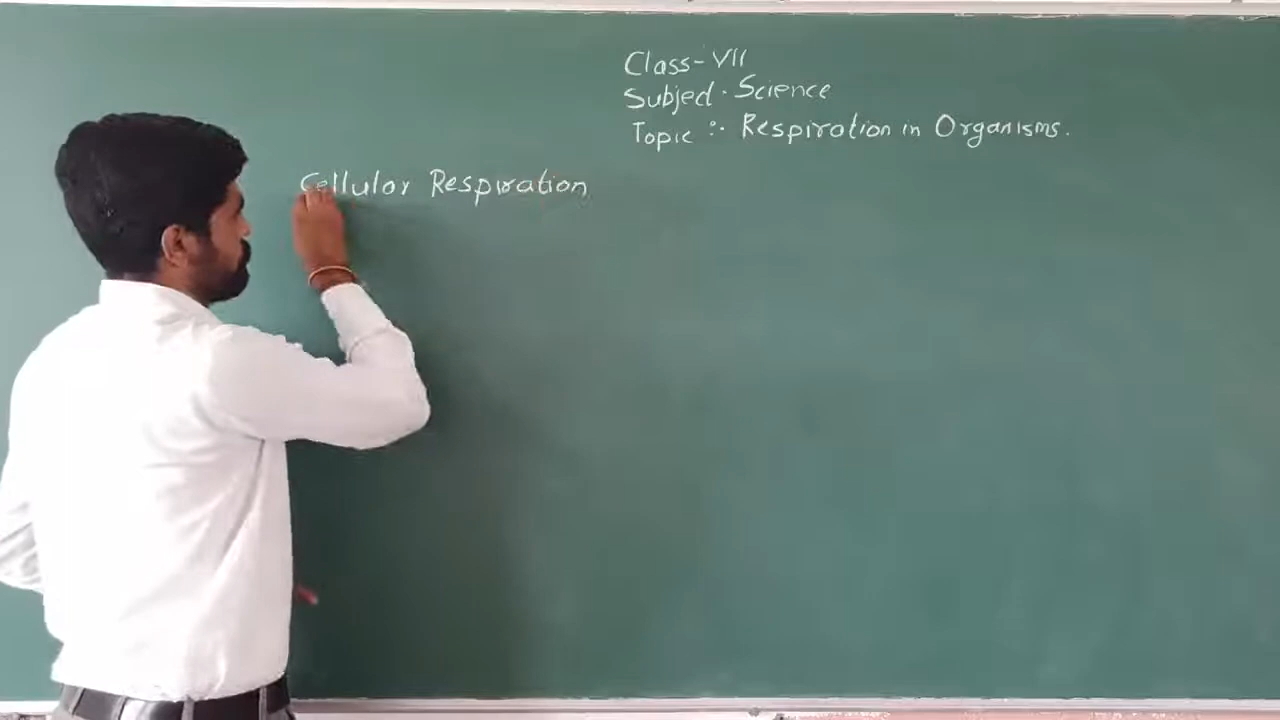 Class-VII
Subject · Science
Topic :- Respiration in Organisms.
Cellular Respiration